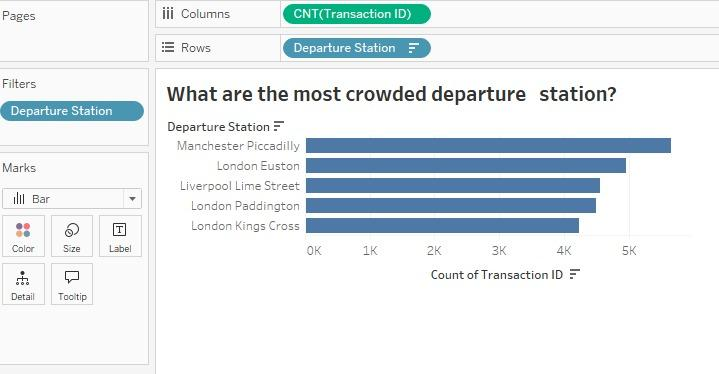 Pages
Columns CNT(Transaction ID)
Rows Departure Station
Filters
Departure Station
Marks
Bar
Color Size Label
Detail Tooltip
What are the most crowded departure station?
Departure Station
Manchester Piccadilly
London Euston
Liverpool Lime Street
London Paddington
London Kings Cross
0K 1K 2K 3K 4K 5K
Count of Transaction ID